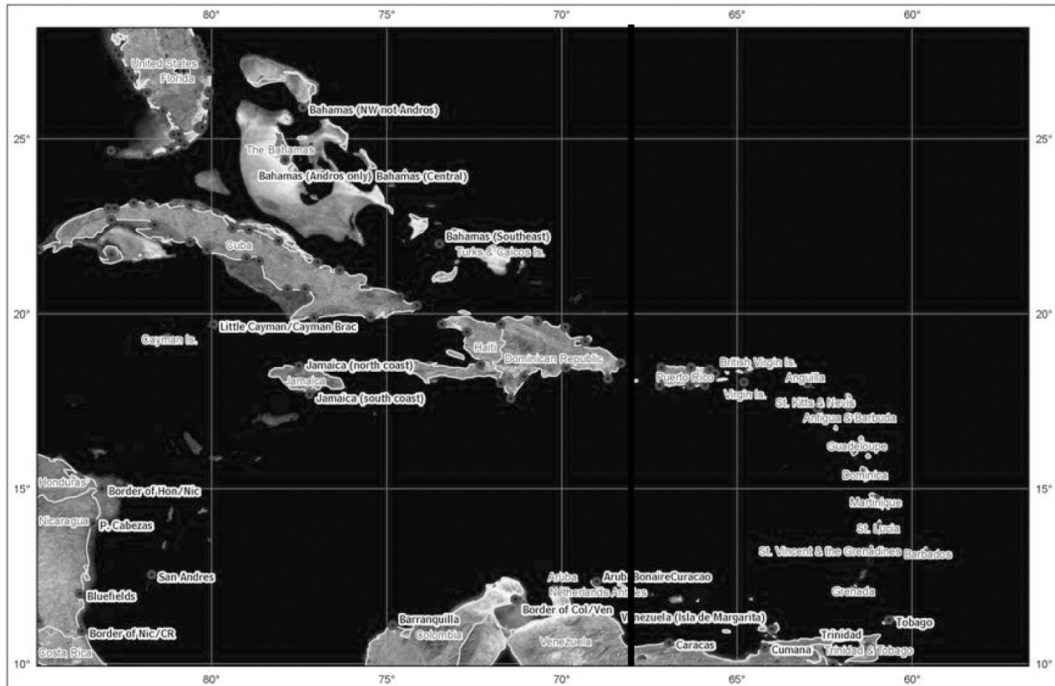 80° 75° 70° 65° 60°
United States
Florida
Bahamas (NW not Andros)
25° 25°
The Bahamas
Bahamas (Andros only) Bahamas (Central)
Bahamas (Southeast)
Cuba
Turks & Caicos Is.
20° 20°
Little Cayman/Cayman Brac
Cayman Is.
Haiti
Dominican Republic
Jamaica (north coast)
British Virgin Is.
Jamaica
Puerto Rico
Anguilla
Jamaica (south coast)
Virgin Is.
St. Kitts & Nevis
Antigua & Barbuda
Guadeloupe
Dominica
Honduras
15° 15°
Border of Hon/Nic
Martinique
Nicaragua
P. Cabezas
St. Lucia
St. Vincent & the Grenadines
Barbados
San Andres
Aruba
ArubaBonaireCuracao
Netherlands Antilles
Grenada
Bluefields
Border of Col/Ven
Barranquilla
Venezuela (Isla de Margarita)
Tobago
Border of Nic/CR
Colombia
Trinidad
Venezuela
Caracas
Cumana
Trinidad & Tobago
Costa Rica
10° 10°
80° 75° 70° 65° 60°